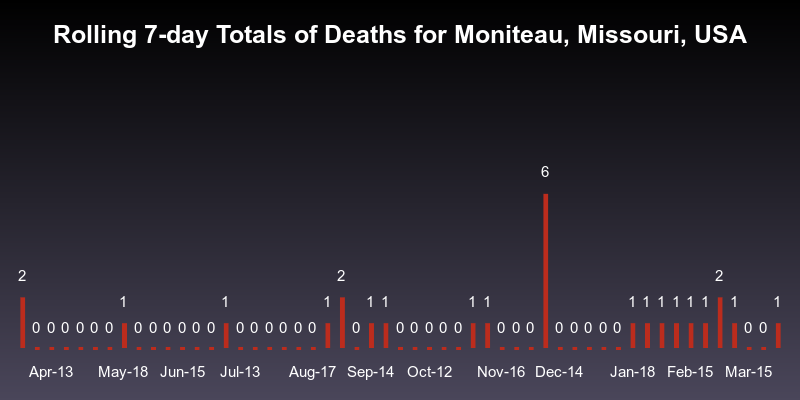 Rolling 7-day Totals of Deaths for Moniteau, Missouri, USA
6
2 2 2
1 1 1 1 1 1 1 1 1 1 1 1 1 1 1
0 0 0 0 0 0 0 0 0 0 0 0 0 0 0 0 0 0 0 0 0 0 0 0 0 0 0 0 0 0 0 0 0 0
Apr-13 May-18 Jun-15 Jul-13 Aug-17 Sep-14 Oct-12 Nov-16 Dec-14 Jan-18 Feb-15 Mar-15